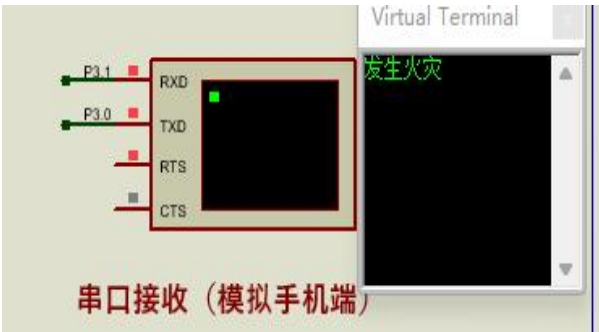 Virtual Terminal
发生火灾
P3.1
RXD
P3.0
TXD
RTS
CTS
串口接收（模拟手机端）